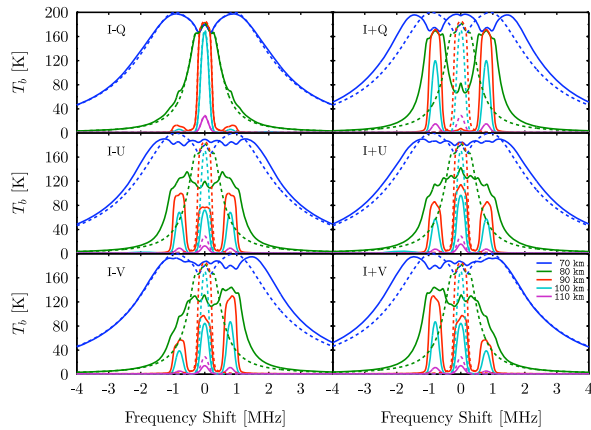 200
160
120
80
40
0
T_b [K]
I-Q
I+Q
160
120
80
40
0
T_b [K]
I-U
I+U
160
120
80
40
0
T_b [K]
I-V
I+V
70 km
80 km
90 km
100 km
110 km
-4 -3 -2 -1 0 1 2 3 4 -3 -2 -1 0 1 2 3 4
Frequency Shift [MHz] Frequency Shift [MHz]